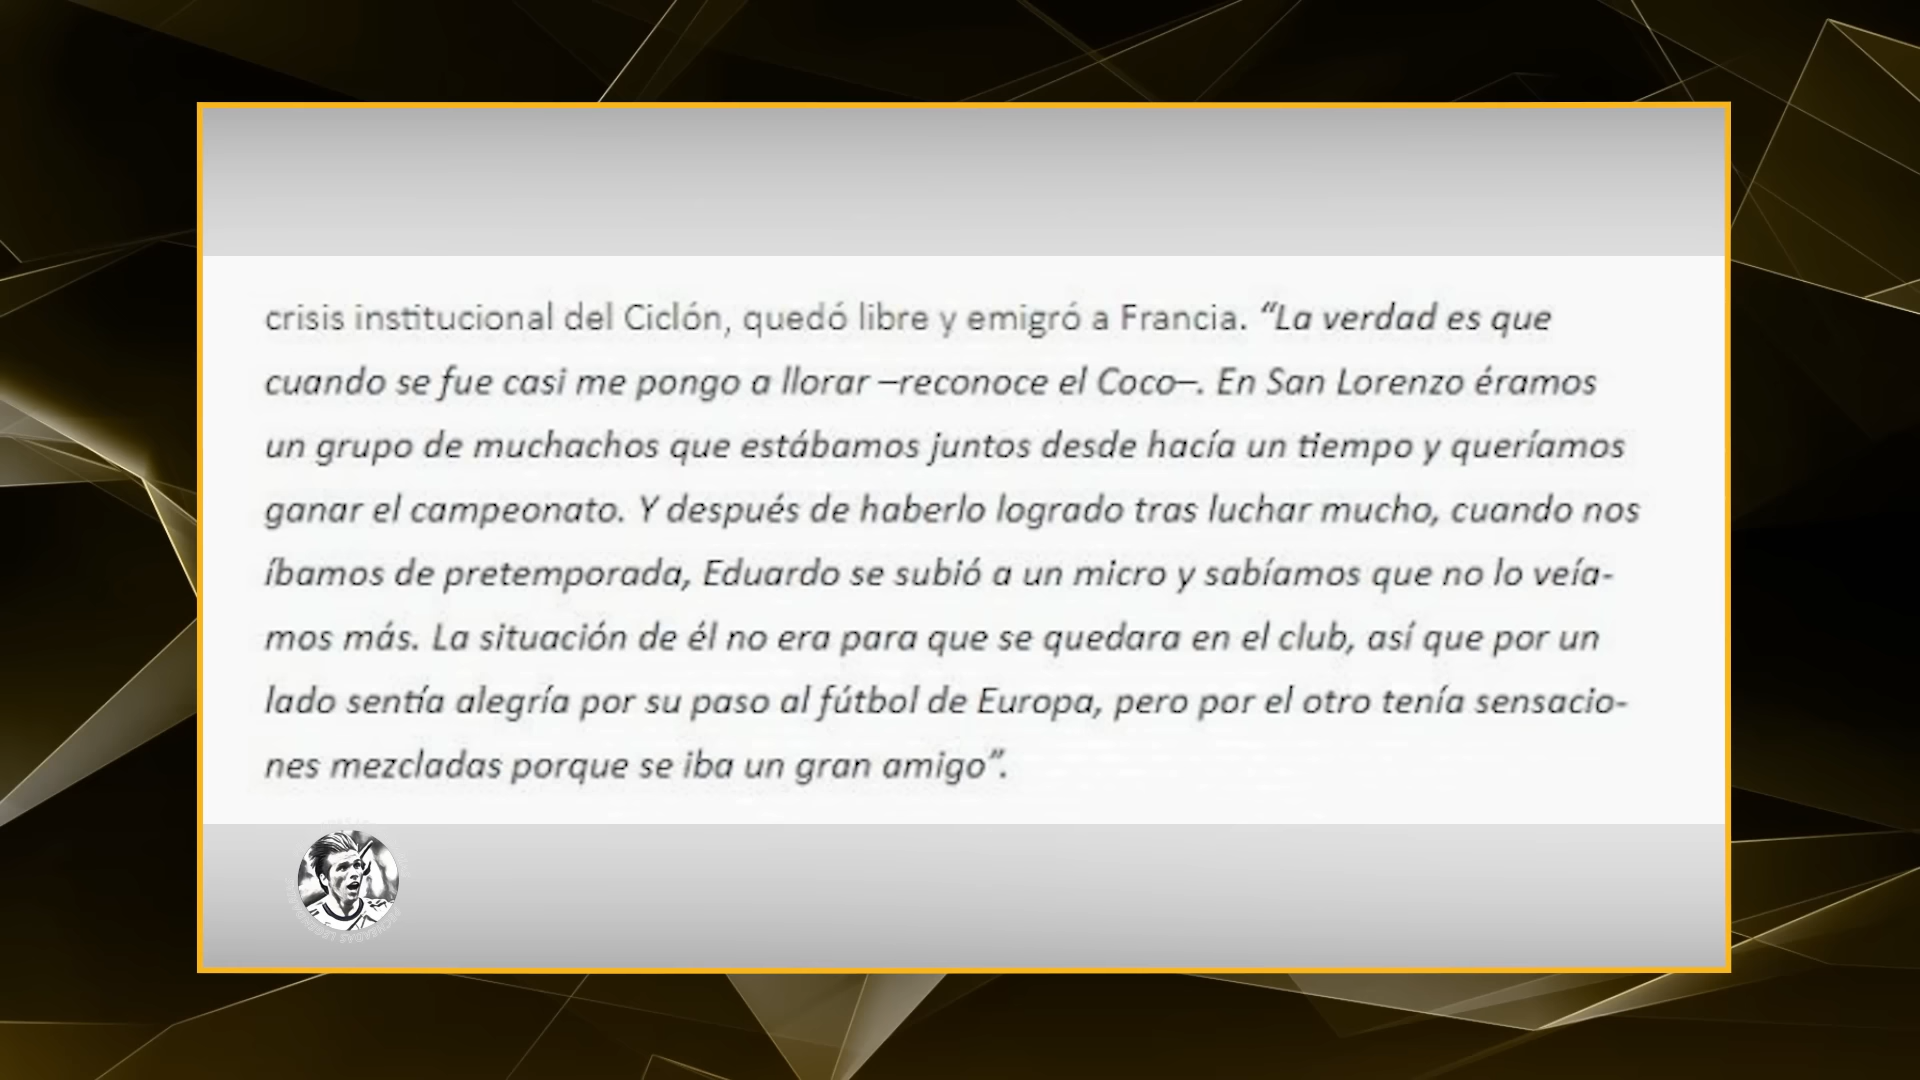 crisis institucional del Ciclón, quedó libre y emigró a Francia. “La verdad es que
cuando se fue casi me pongo a llorar –reconoce el Coco–. En San Lorenzo éramos
un grupo de muchachos que estábamos juntos desde hacía un tiempo y queríamos
ganar el campeonato. Y después de haberlo logrado tras luchar mucho, cuando nos
íbamos de pretemporada, Eduardo se subió a un micro y sabíamos que no lo veía-
mos más. La situación de él no era para que se quedara en el club, así que por un
lado sentía alegría por su paso al fútbol de Europa, pero por el otro tenía sensacio-
nes mezcladas porque se iba un gran amigo”.